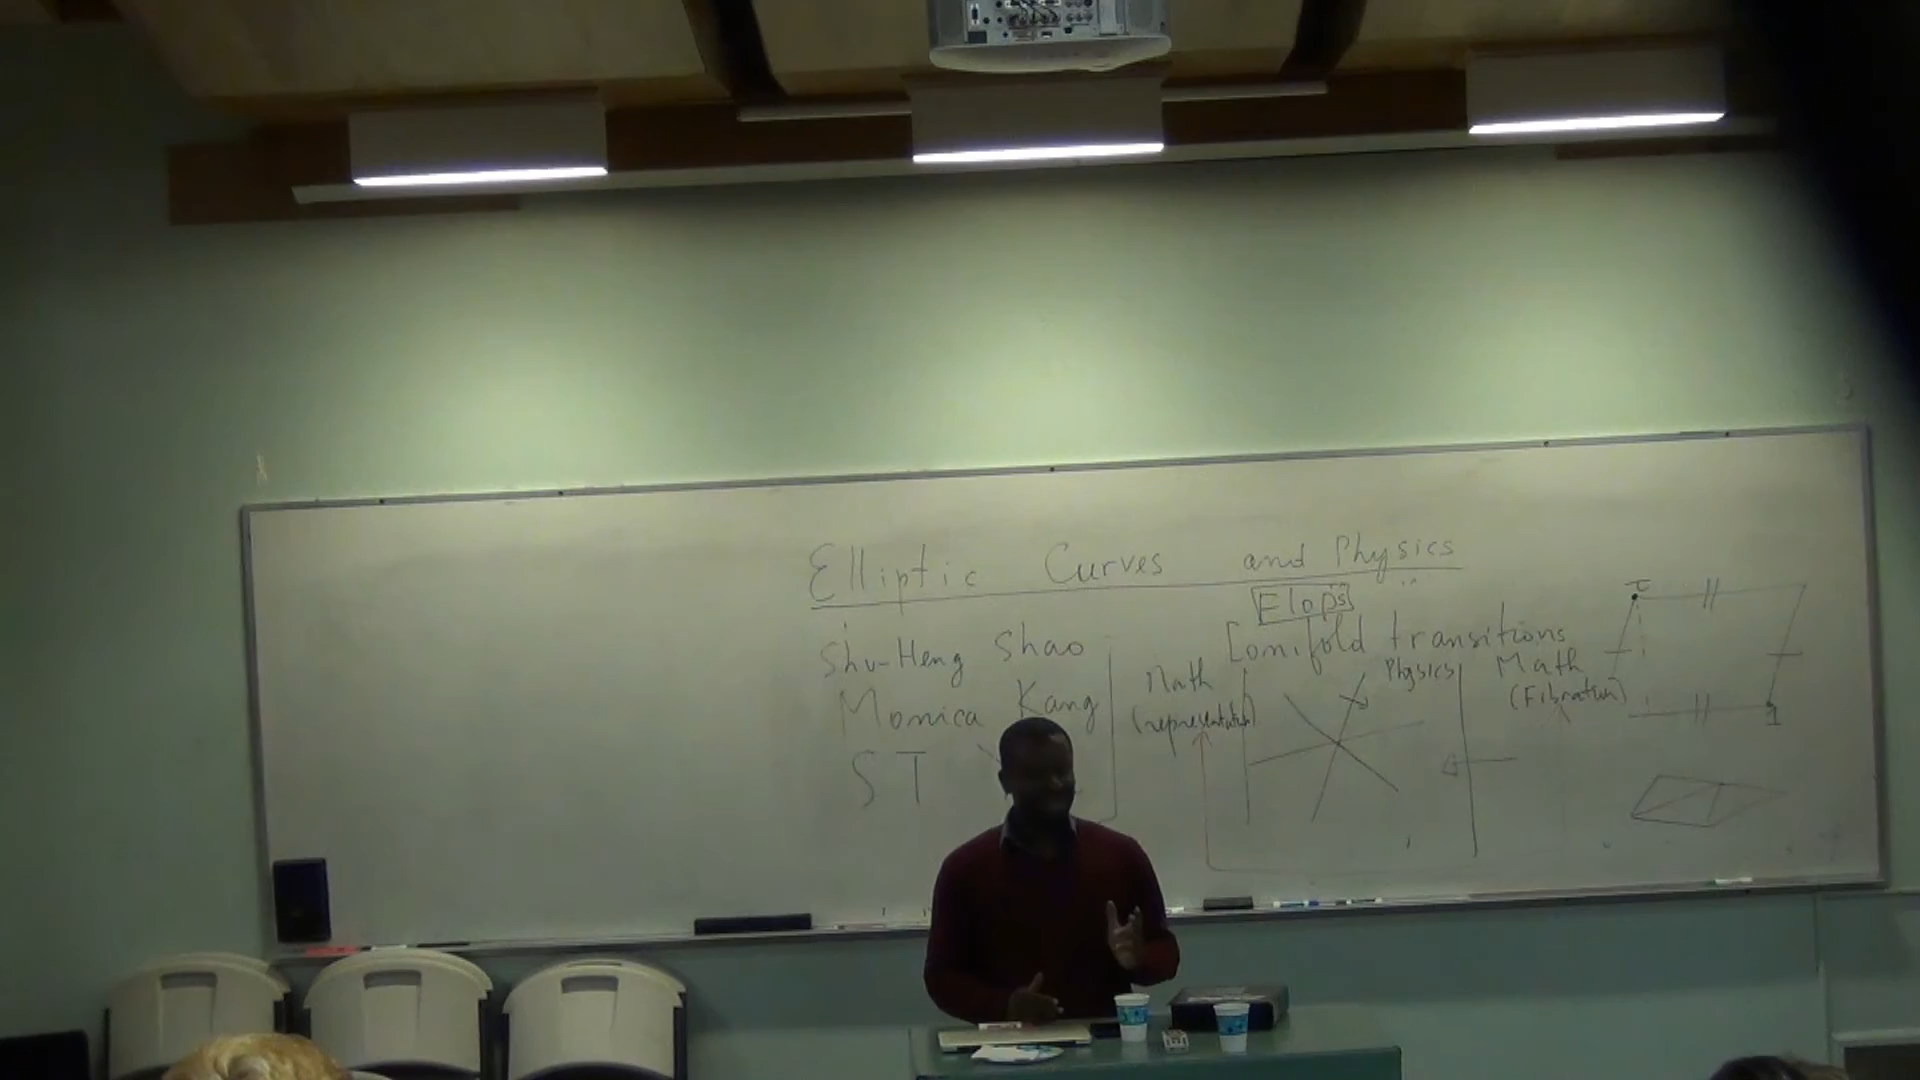 Elliptic Curves and Physics
Flops
Shu-Heng Shao
Conifold transitions
Monica Kang
Math
(representation)
Physics
Math
(Fibration)
ST
τ
1